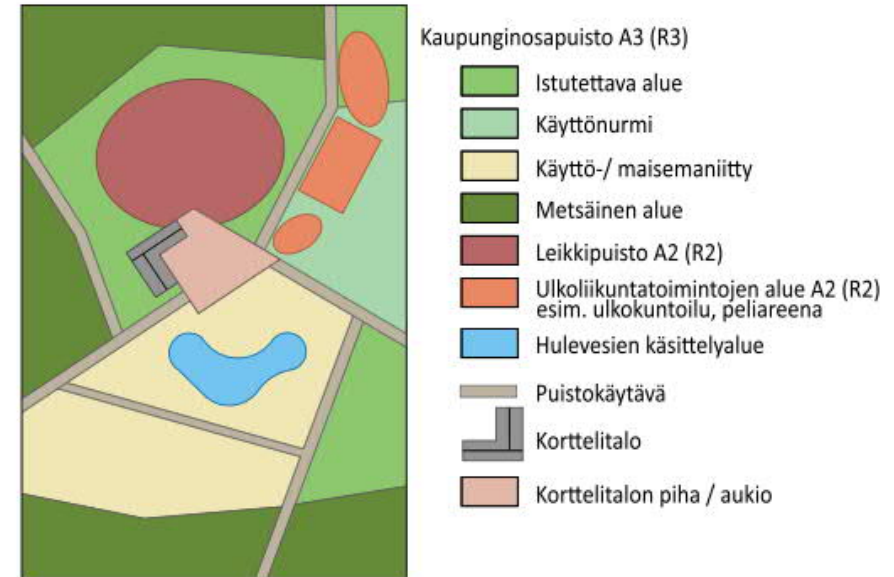 Kaupunginosapuisto A3 (R3)
Istutettava alue
Käyttönurmi
Käyttö-/ maisemaniitty
Metsäinen alue
Leikkipuisto A2 (R2)
Ulkoliikuntatoimintojen alue A2 (R2)
esim. ulkokuntoilu, peliareena
Hulevesien käsittelyalue
Puistokäytävä
Korttelitalo
Korttelitalon piha / aukio